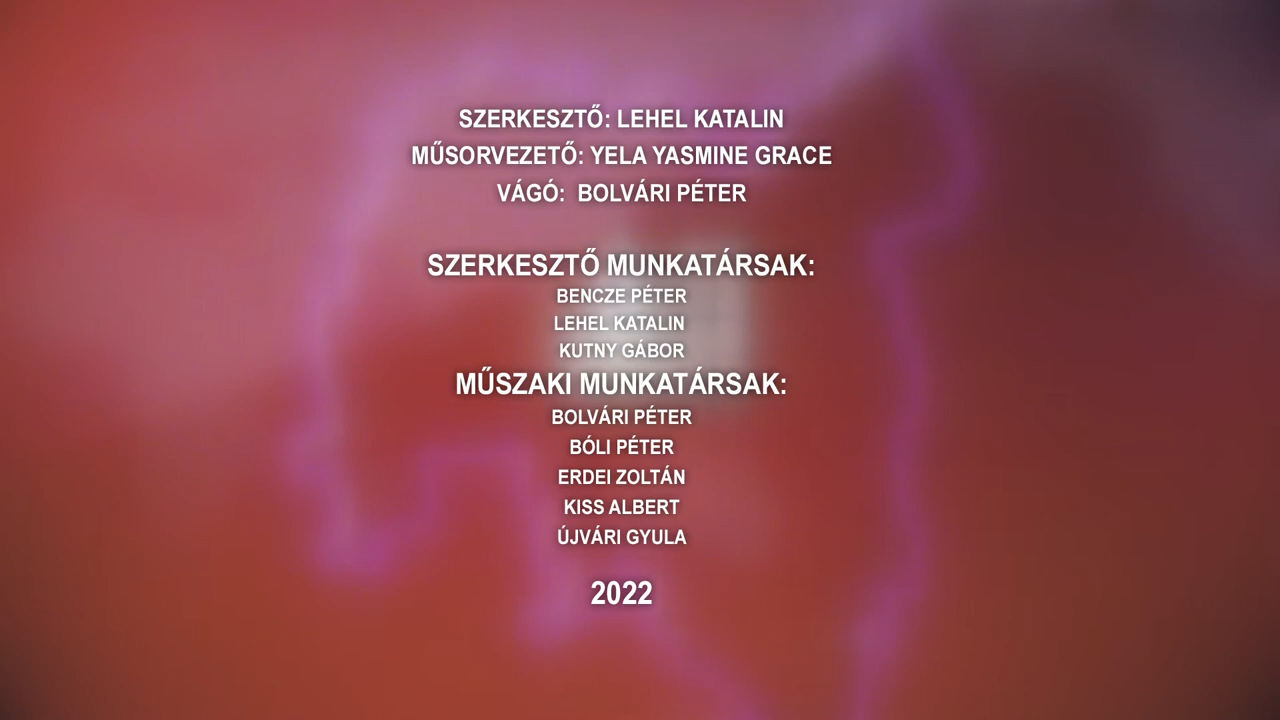 SZERKESZTŐ: LEHEL KATALIN
MŰSORVEZETŐ: YELA YASMINE GRACE
VÁGÓ:  BOLVÁRI PÉTER
SZERKESZTŐ MUNKATÁRSAK:
BENCZE PÉTER
LEHEL KATALIN
KUTNY GÁBOR
MŰSZAKI MUNKATÁRSAK:
BOLVÁRI PÉTER
BÓLI PÉTER
ERDEI ZOLTÁN
KISS ALBERT
ÚJVÁRI GYULA
2022